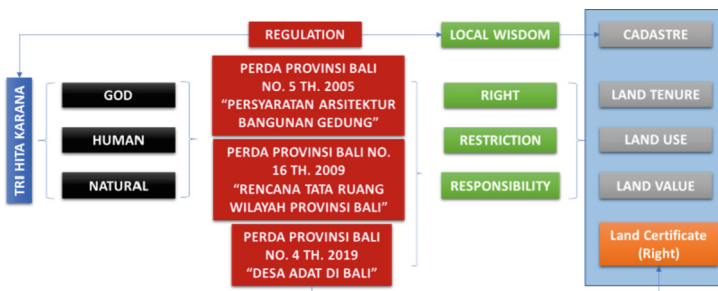 REGULATION
LOCAL WISDOM
CADASTRE
TRI HITA KARANA
GOD
HUMAN
NATURAL
PERDA PROVINSI BALI
NO. 5 TH. 2005
“PERSYARATAN ARSITEKTUR
BANGUNAN GEDUNG”
PERDA PROVINSI BALI NO.
16 TH. 2009
“RENCANA TATA RUANG
WILAYAH PROVINSI BALI”
PERDA PROVINSI BALI
NO. 4 TH. 2019
“DESA ADAT DI BALI”
RIGHT
RESTRICTION
RESPONSIBILITY
LAND TENURE
LAND USE
LAND VALUE
Land Certificate
(Right)